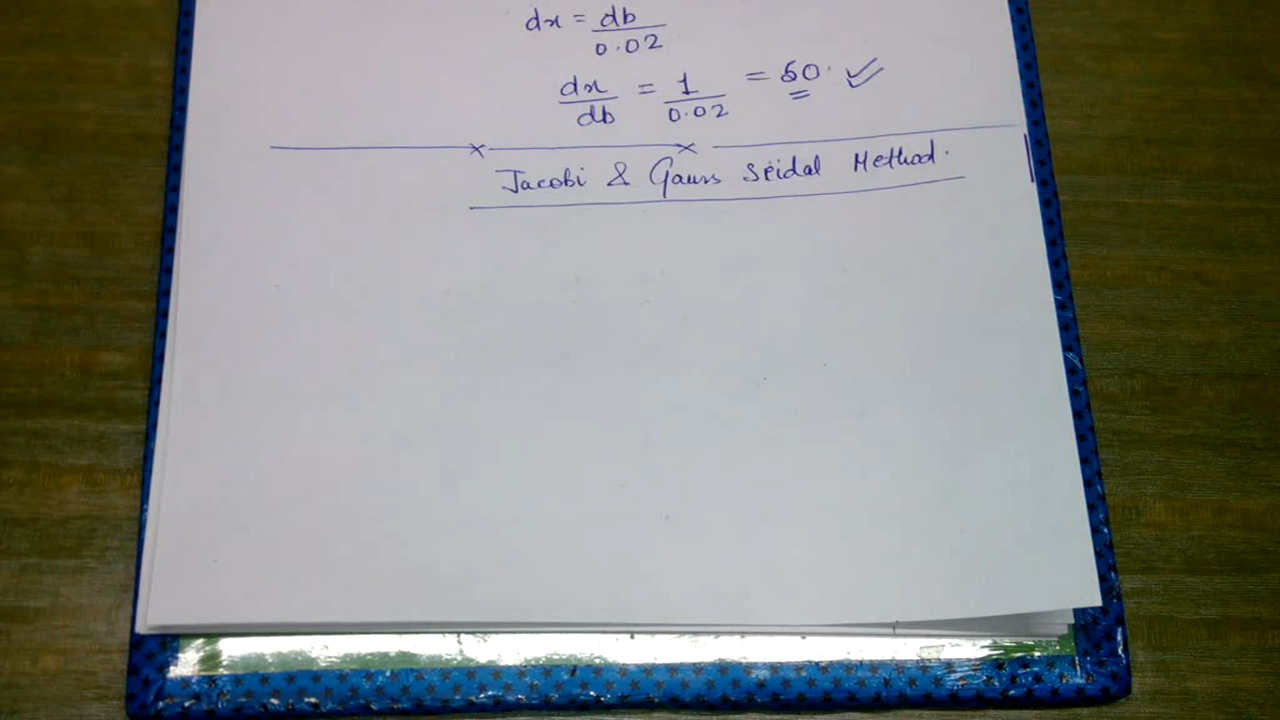 dx = db / 0.02
dx / db = 1 / 0.02 = 50.
Jacobi & Gauss Seidal Method.